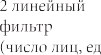 2 линейный
фильтр
(число лиц, ед